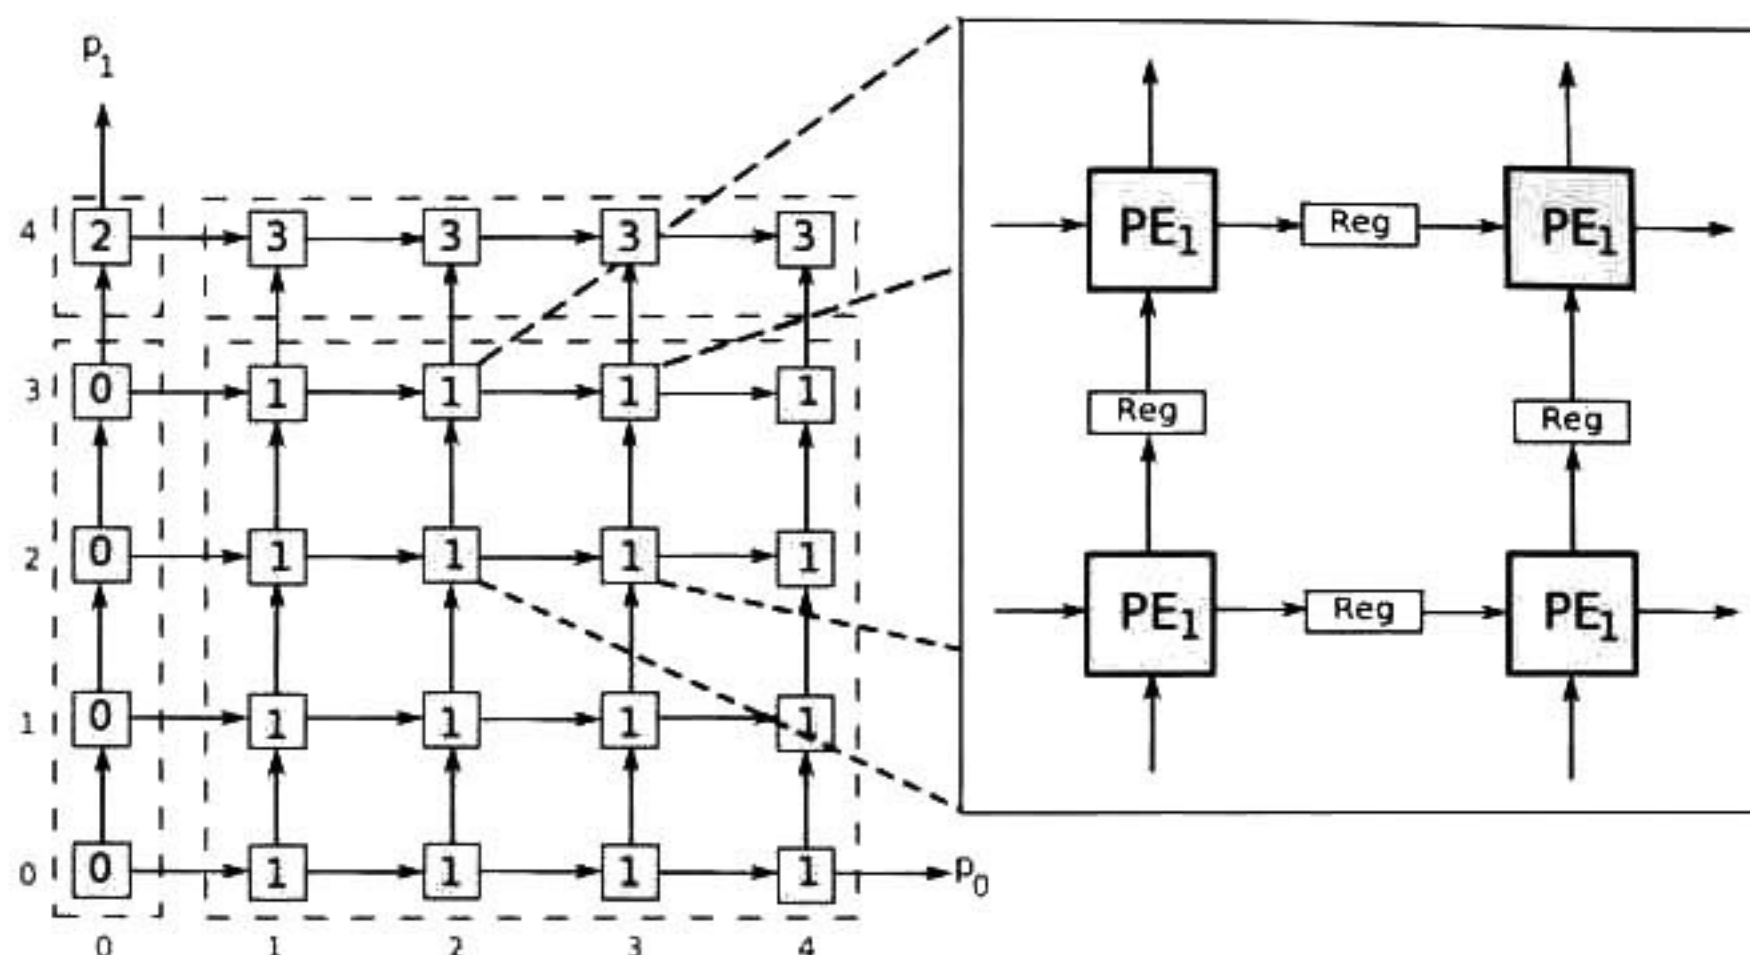 p1
4 2 3 3 3 3
3 0 1 1 1 1
2 0 1 1 1 1
1 0 1 1 1 1
0 0 1 1 1 1 p0
0 1 2 3 4
PE1 Reg PE1
Reg Reg
PE1 Reg PE1